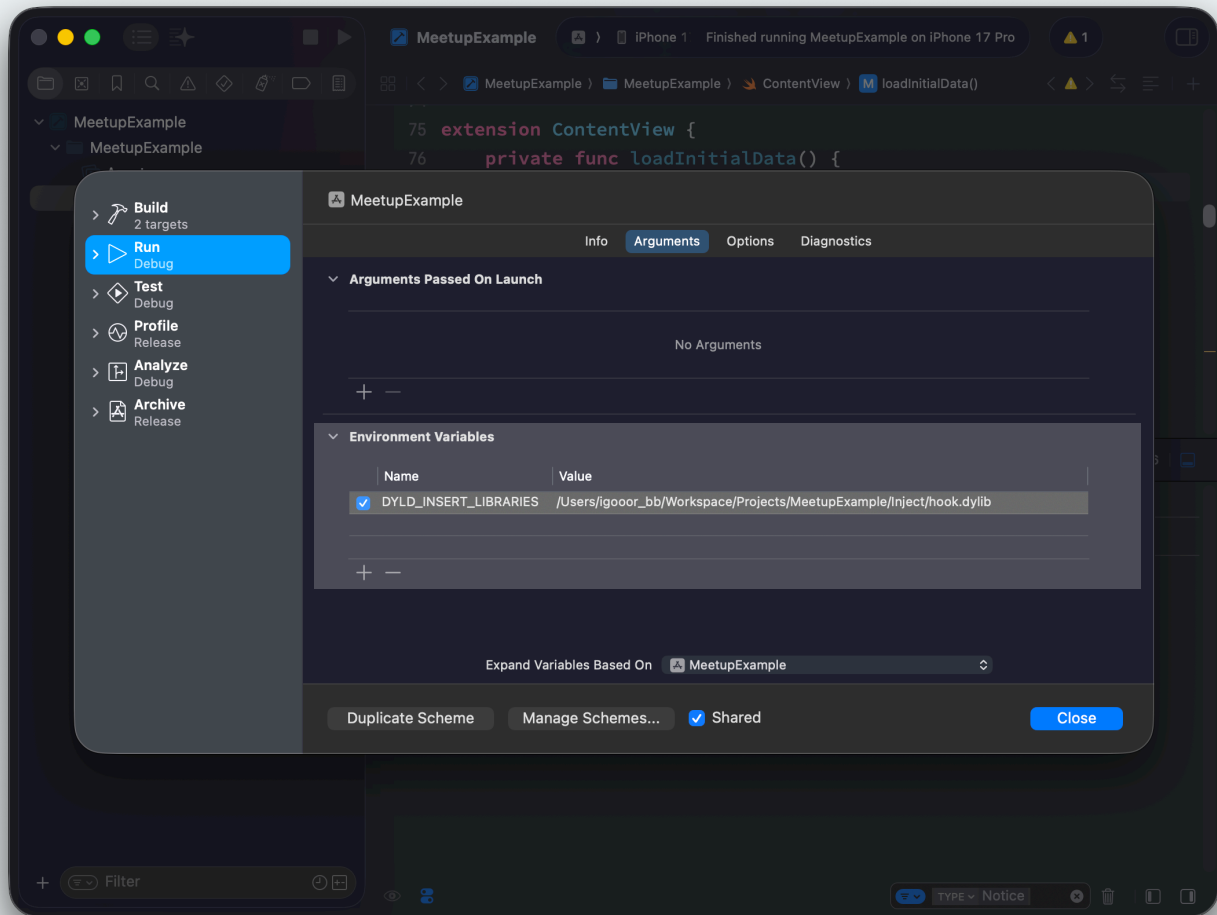 MeetupExample
iPhone 1 Finished running MeetupExample on iPhone 17 Pro
1
MeetupExample
MeetupExample
ContentView
M loadInitialData()
MeetupExample
MeetupExample
75 extension ContentView {
76 private func loadInitialData() {
Build
2 targets
Run
Debug
Test
Debug
Profile
Release
Analyze
Debug
Archive
Release
MeetupExample
Info Arguments Options Diagnostics
Arguments Passed On Launch
No Arguments
Environment Variables
Name Value
DYLD_INSERT_LIBRARIES /Users/igooor_bb/Workspace/Projects/MeetupExample/Inject/hook.dylib
Expand Variables Based On MeetupExample
Duplicate Scheme Manage Schemes... Shared Close
Filter
TYPE Notice